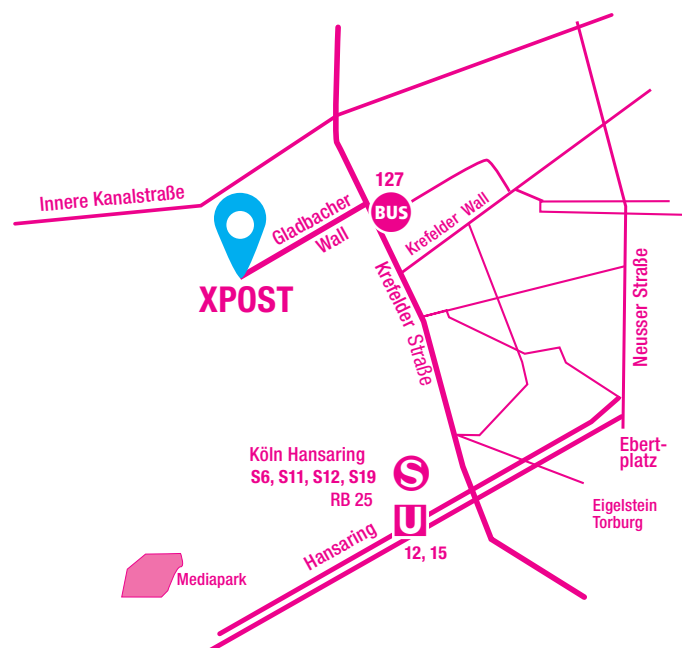 127
BUS
Innere Kanalstraße
Gladbacher
Wall
Krefelder Wall
XPOST
Krefelder Straße
Neusser Straße
Ebert-
platz
Köln Hansaring
S6, S11, S12, S19
RB 25
S
U
12, 15
Hansaring
Eigelstein
Torburg
Mediapark